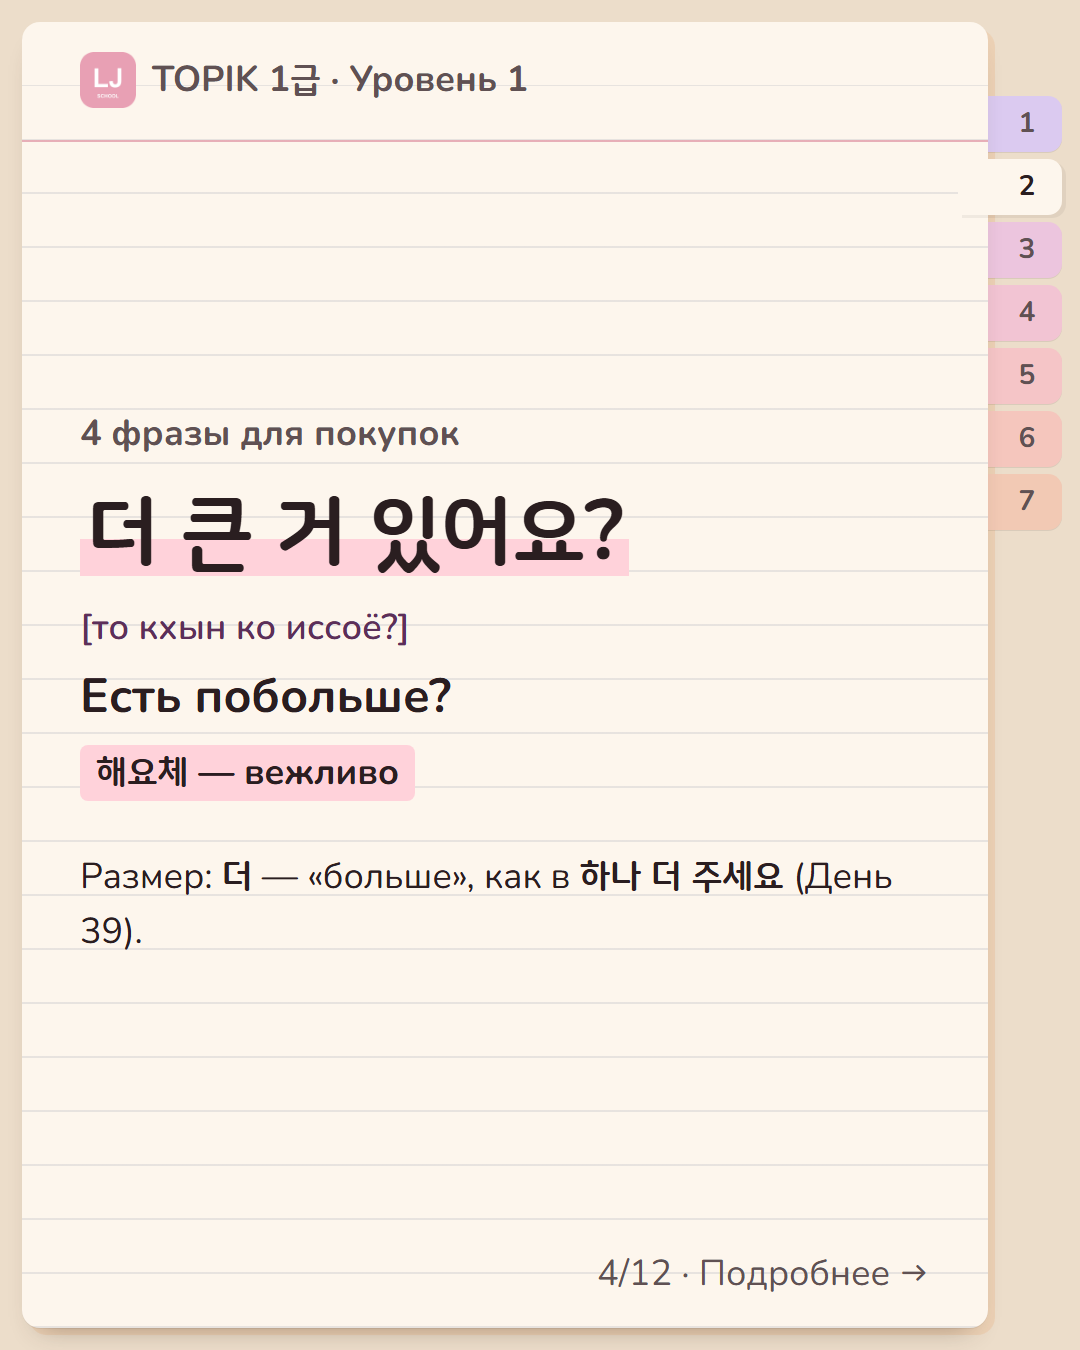 LJ
SCHOOL
TOPIK 1급 · Уровень 1
1
2
3
4
5
6
7
4 фразы для покупок
더 큰 거 있어요?
[то кхын ко иссоё?]
Есть побольше?
해요체 — вежливо
Размер: 더 — «больше», как в 하나 더 주세요 (День
39).
4/12 · Подробнее →